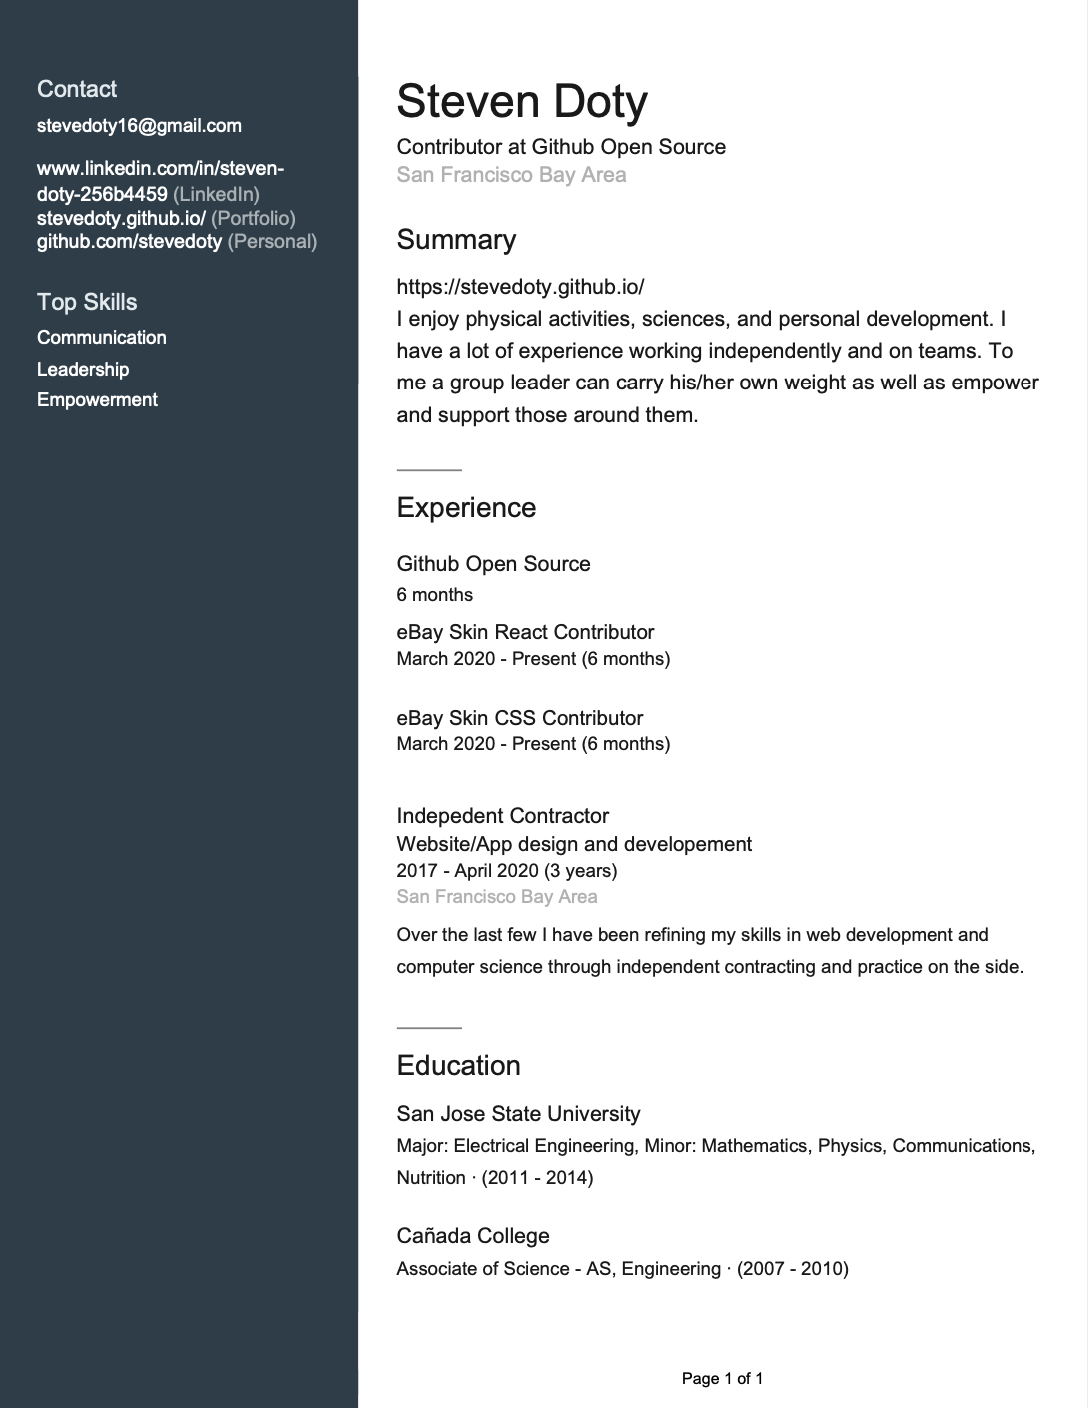 Contact
stevedoty16@gmail.com
www.linkedin.com/in/steven-
doty-256b4459 (LinkedIn)
stevedoty.github.io/ (Portfolio)
github.com/stevedoty (Personal)
Top Skills
Communication
Leadership
Empowerment
Steven Doty
Contributor at Github Open Source
San Francisco Bay Area
Summary
https://stevedoty.github.io/
I enjoy physical activities, sciences, and personal development. I
have a lot of experience working independently and on teams. To
me a group leader can carry his/her own weight as well as empower
and support those around them.
Experience
Github Open Source
6 months
eBay Skin React Contributor
March 2020 - Present (6 months)
eBay Skin CSS Contributor
March 2020 - Present (6 months)
Indepedent Contractor
Website/App design and developement
2017 - April 2020 (3 years)
San Francisco Bay Area
Over the last few I have been refining my skills in web development and
computer science through independent contracting and practice on the side.
Education
San Jose State University
Major: Electrical Engineering, Minor: Mathematics, Physics, Communications,
Nutrition · (2011 - 2014)
Cañada College
Associate of Science - AS, Engineering · (2007 - 2010)
Page 1 of 1